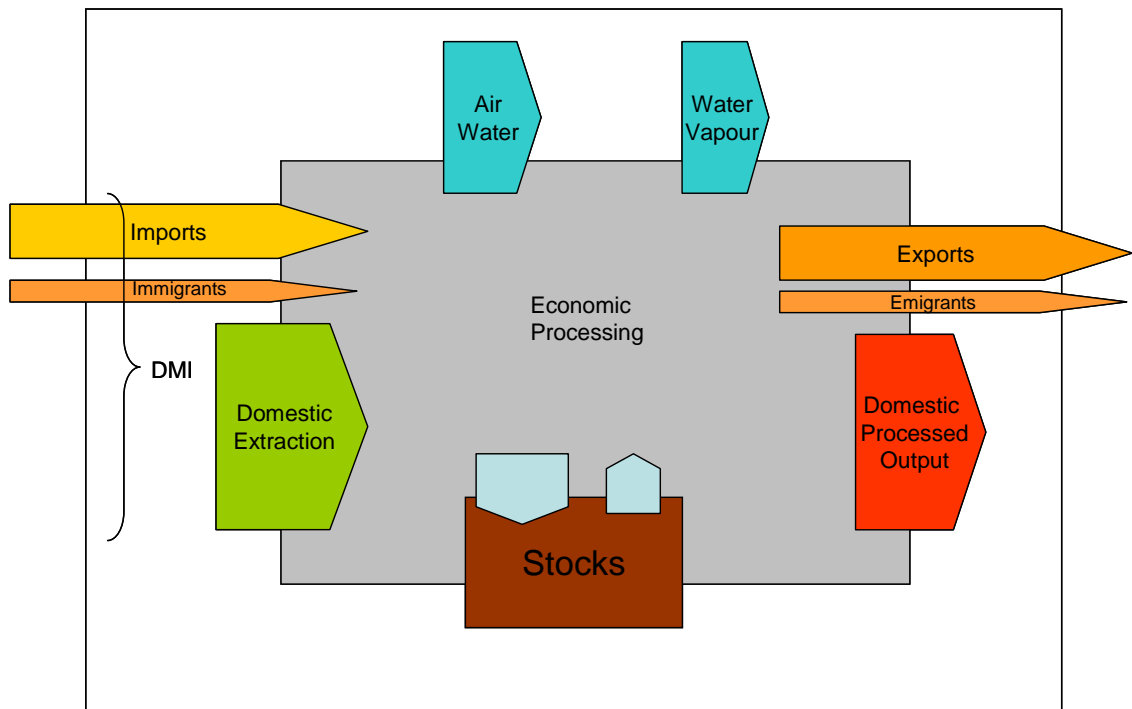 Air
Water
Water
Vapour
Imports
Exports
Immigrants
Emigrants
Economic
Processing
DMI
Domestic
Extraction
Domestic
Processed
Output
Stocks